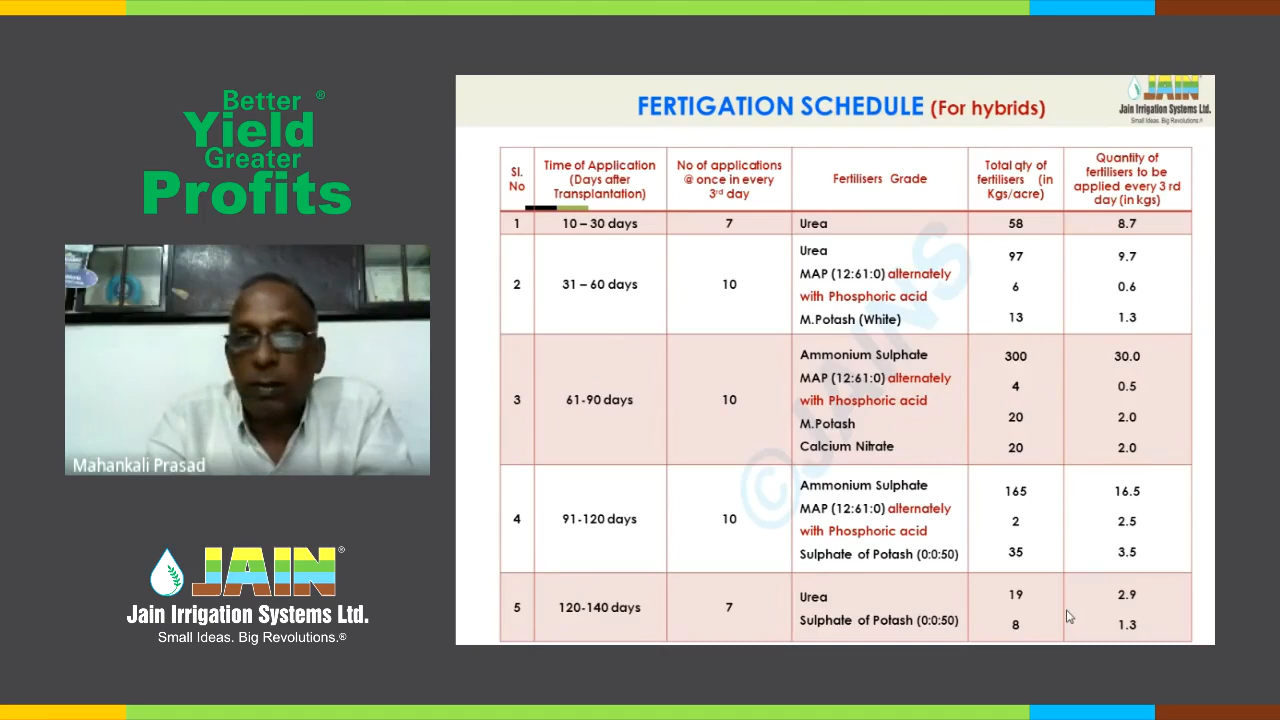 Better ®
Yield
Greater
Profits
Mahankali Prasad
JAIN®
Jain Irrigation Systems Ltd.
Small Ideas. Big Revolutions.®
FERTIGATION SCHEDULE (For hybrids)
JAIN
Jain Irrigation Systems Ltd.
Small Ideas. Big Revolutions.®
Sl. No
Time of Application (Days after Transplantation)
No of applications @ once in every 3rd day
Fertilisers Grade
Total qty of fertilisers (in Kgs/acre)
Quantity of fertilisers to be applied every 3 rd day (in kgs)
1 10 – 30 days 7 Urea 58 8.7
2 31 – 60 days 10
Urea 97 9.7
MAP (12:61:0) alternately with Phosphoric acid 6 0.6
M.Potash (White) 13 1.3
3 61-90 days 10
Ammonium Sulphate 300 30.0
MAP (12:61:0) alternately with Phosphoric acid 4 0.5
M.Potash 20 2.0
Calcium Nitrate 20 2.0
4 91-120 days 10
Ammonium Sulphate 165 16.5
MAP (12:61:0) alternately with Phosphoric acid 2 2.5
Sulphate of Potash (0:0:50) 35 3.5
5 120-140 days 7
Urea 19 2.9
Sulphate of Potash (0:0:50) 8 1.3